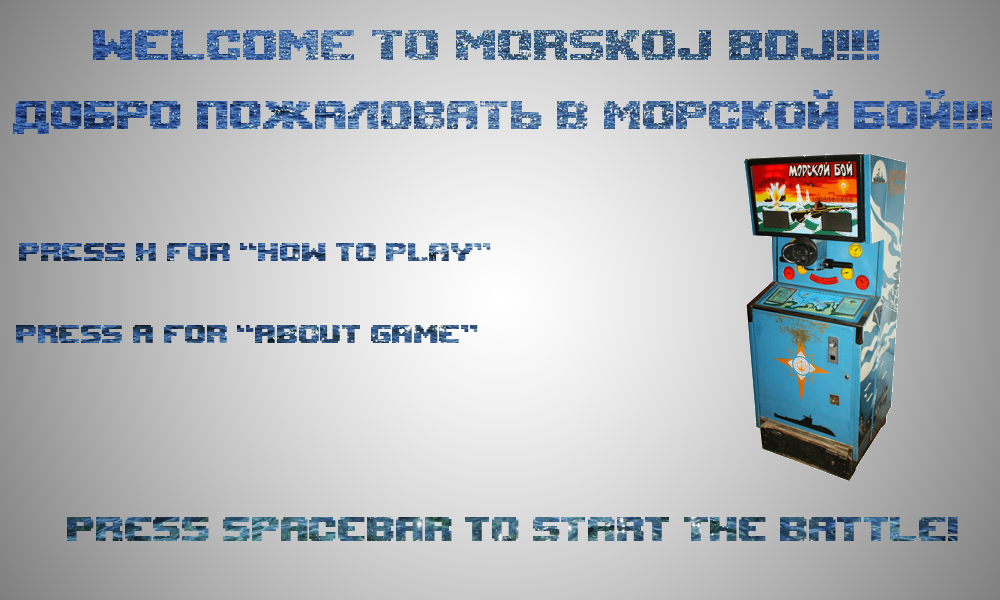 WELCOME TO MORSKOJ BOJ!!!
ДОБРО ПОЖАЛОВАТЬ В МОРСКОЙ БОЙ!!!
МОРСКОЙ БОЙ
PRESS H FOR “HOW TO PLAY”
PRESS A FOR “ABOUT GAME”
PRESS SPACEBAR TO START THE BATTLE!